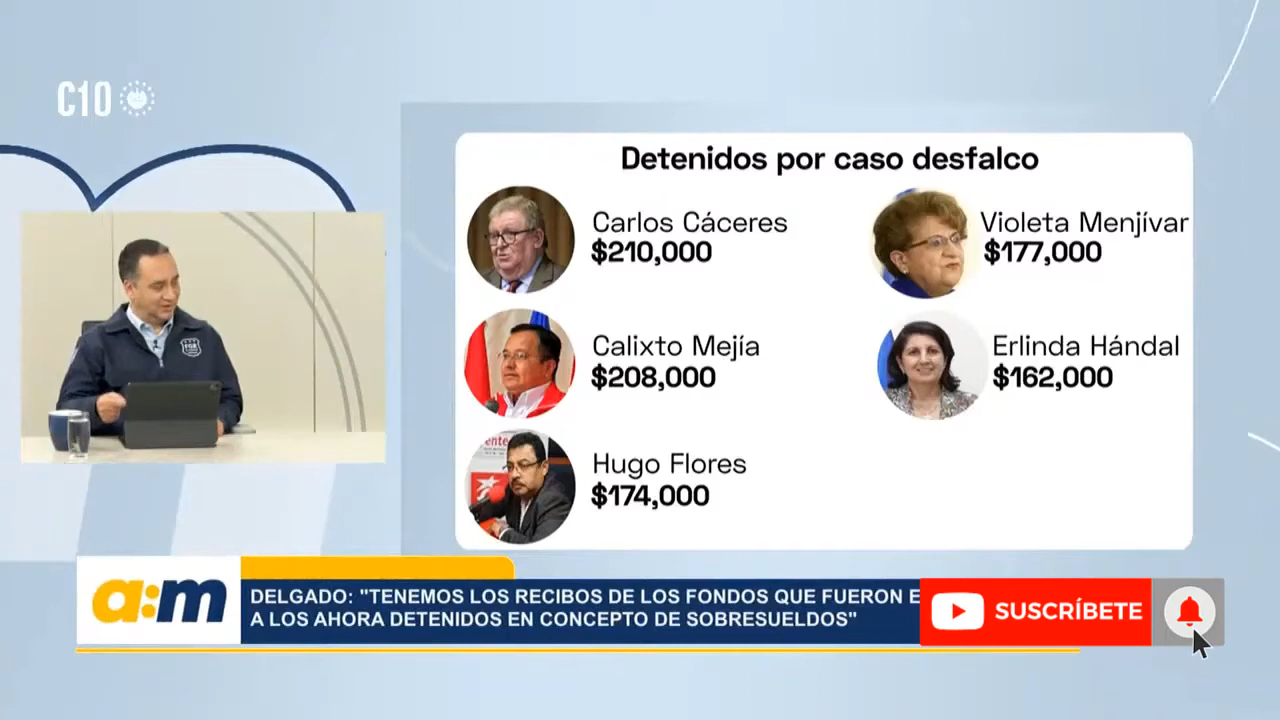 C10
Detenidos por caso desfalco
Carlos Cáceres
$210,000
Violeta Menjívar
$177,000
Calixto Mejía
$208,000
Erlinda Hándal
$162,000
Hugo Flores
$174,000
FGR
a:m
DELGADO: "TENEMOS LOS RECIBOS DE LOS FONDOS QUE FUERON
A LOS AHORA DETENIDOS EN CONCEPTO DE SOBRESUELDOS"
SUSCRÍBETE